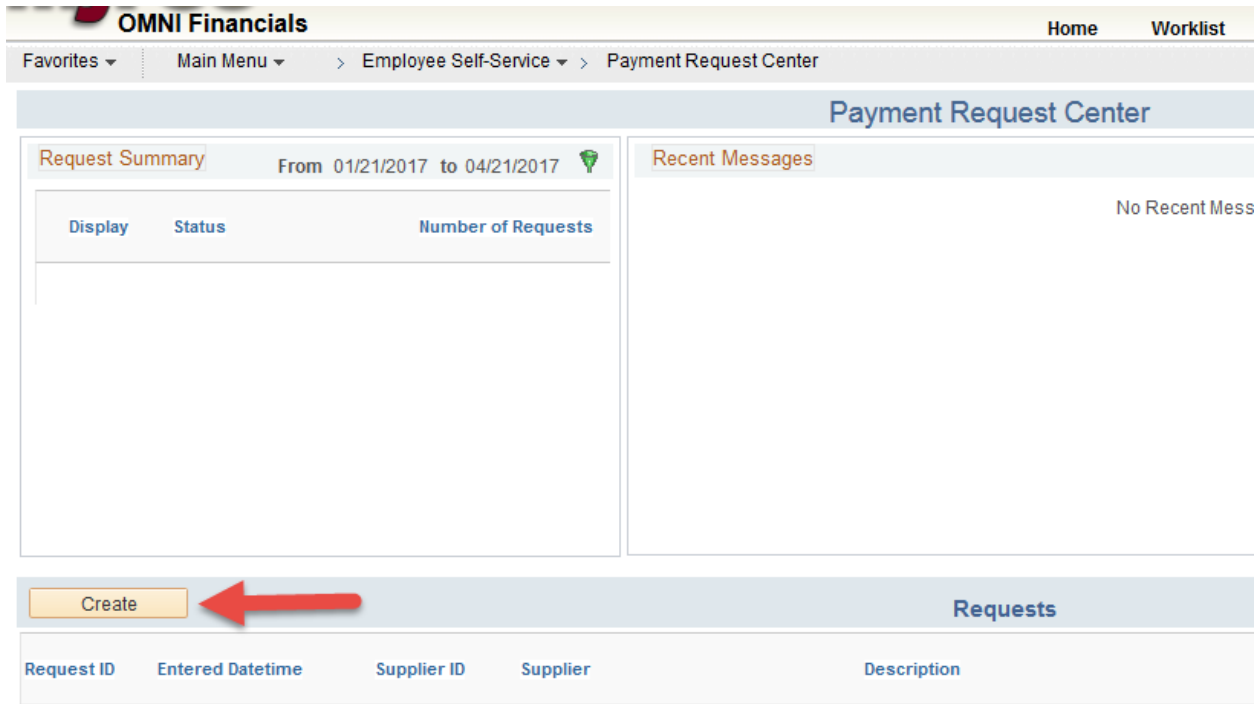 OMNI Financials
Home Worklist
Favorites Main Menu > Employee Self-Service > Payment Request Center
Payment Request Center
Request Summary From 01/21/2017 to 04/21/2017
Recent Messages
No Recent Mess
Display Status Number of Requests
Create
Requests
Request ID Entered Datetime Supplier ID Supplier Description